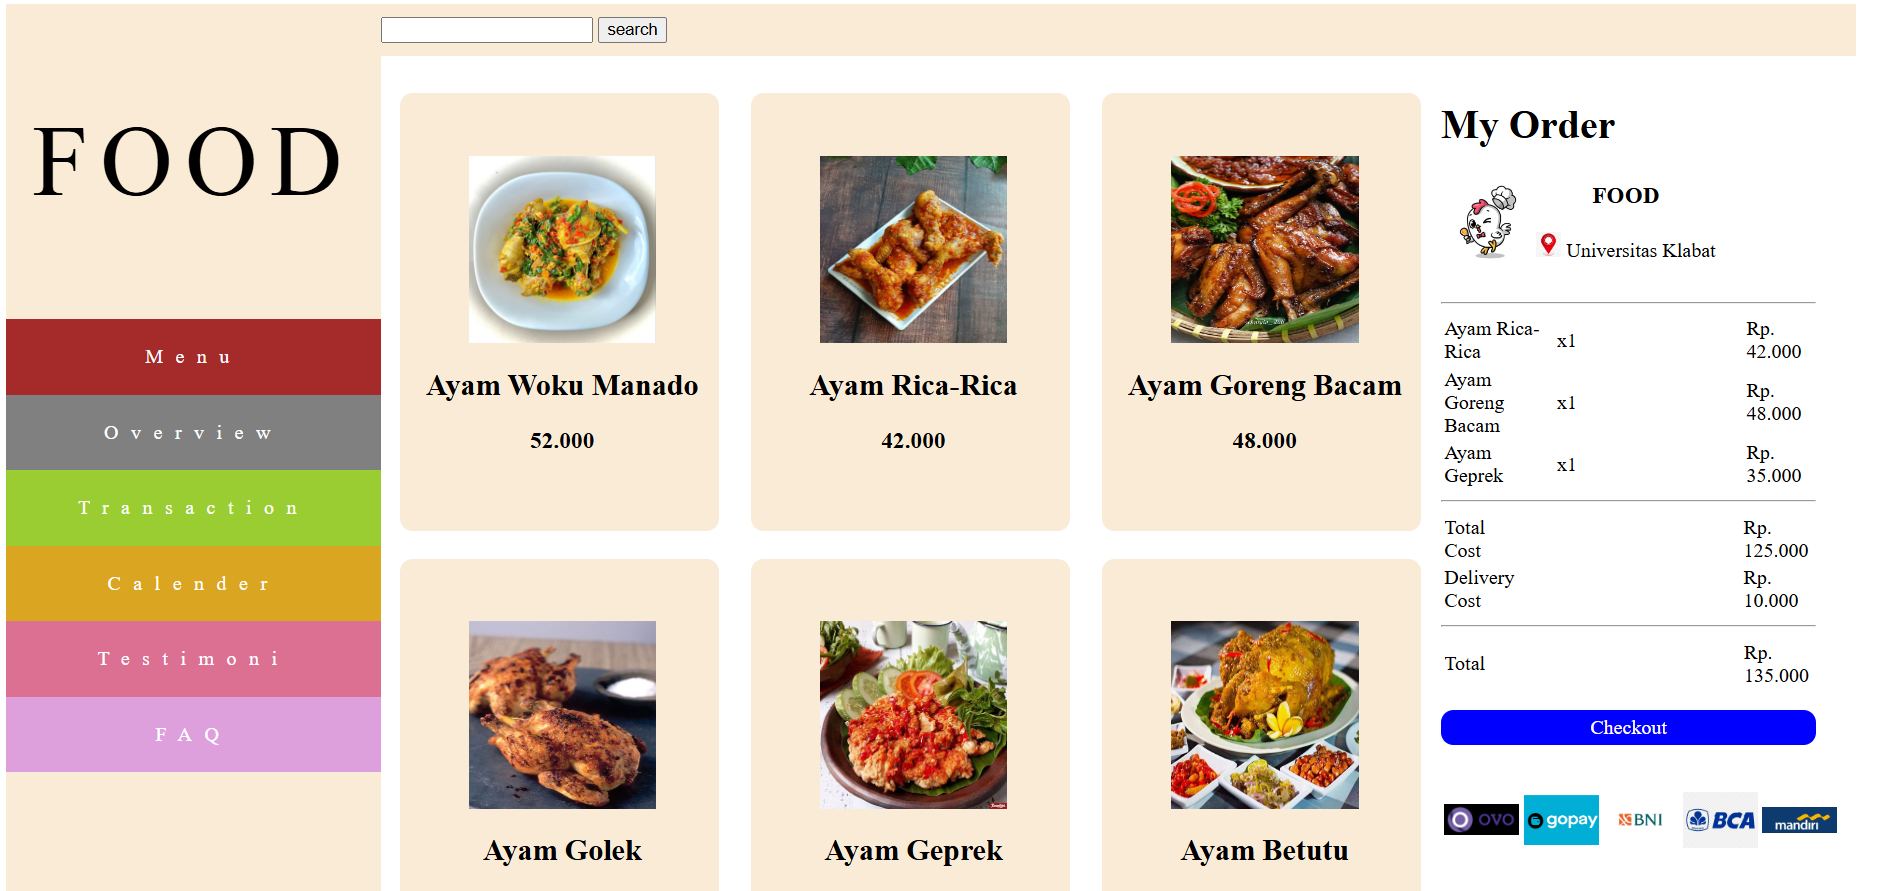 search
FOOD
Menu
Overview
Transaction
Calender
Testimoni
FAQ
Ayam Woku Manado
52.000
Ayam Rica-Rica
42.000
Ayam Goreng Bacam
48.000
Ayam Golek
Ayam Geprek
Ayam Betutu
My Order
FOOD
Universitas Klabat
Ayam Rica-
Rica
x1
Rp.
42.000
Ayam
Goreng
Bacam
x1
Rp.
48.000
Ayam
Geprek
x1
Rp.
35.000
Total
Cost
Rp.
125.000
Delivery
Cost
Rp.
10.000
Total
Rp.
135.000
Checkout
OVO
gopay
BNI
BCA
mandiri